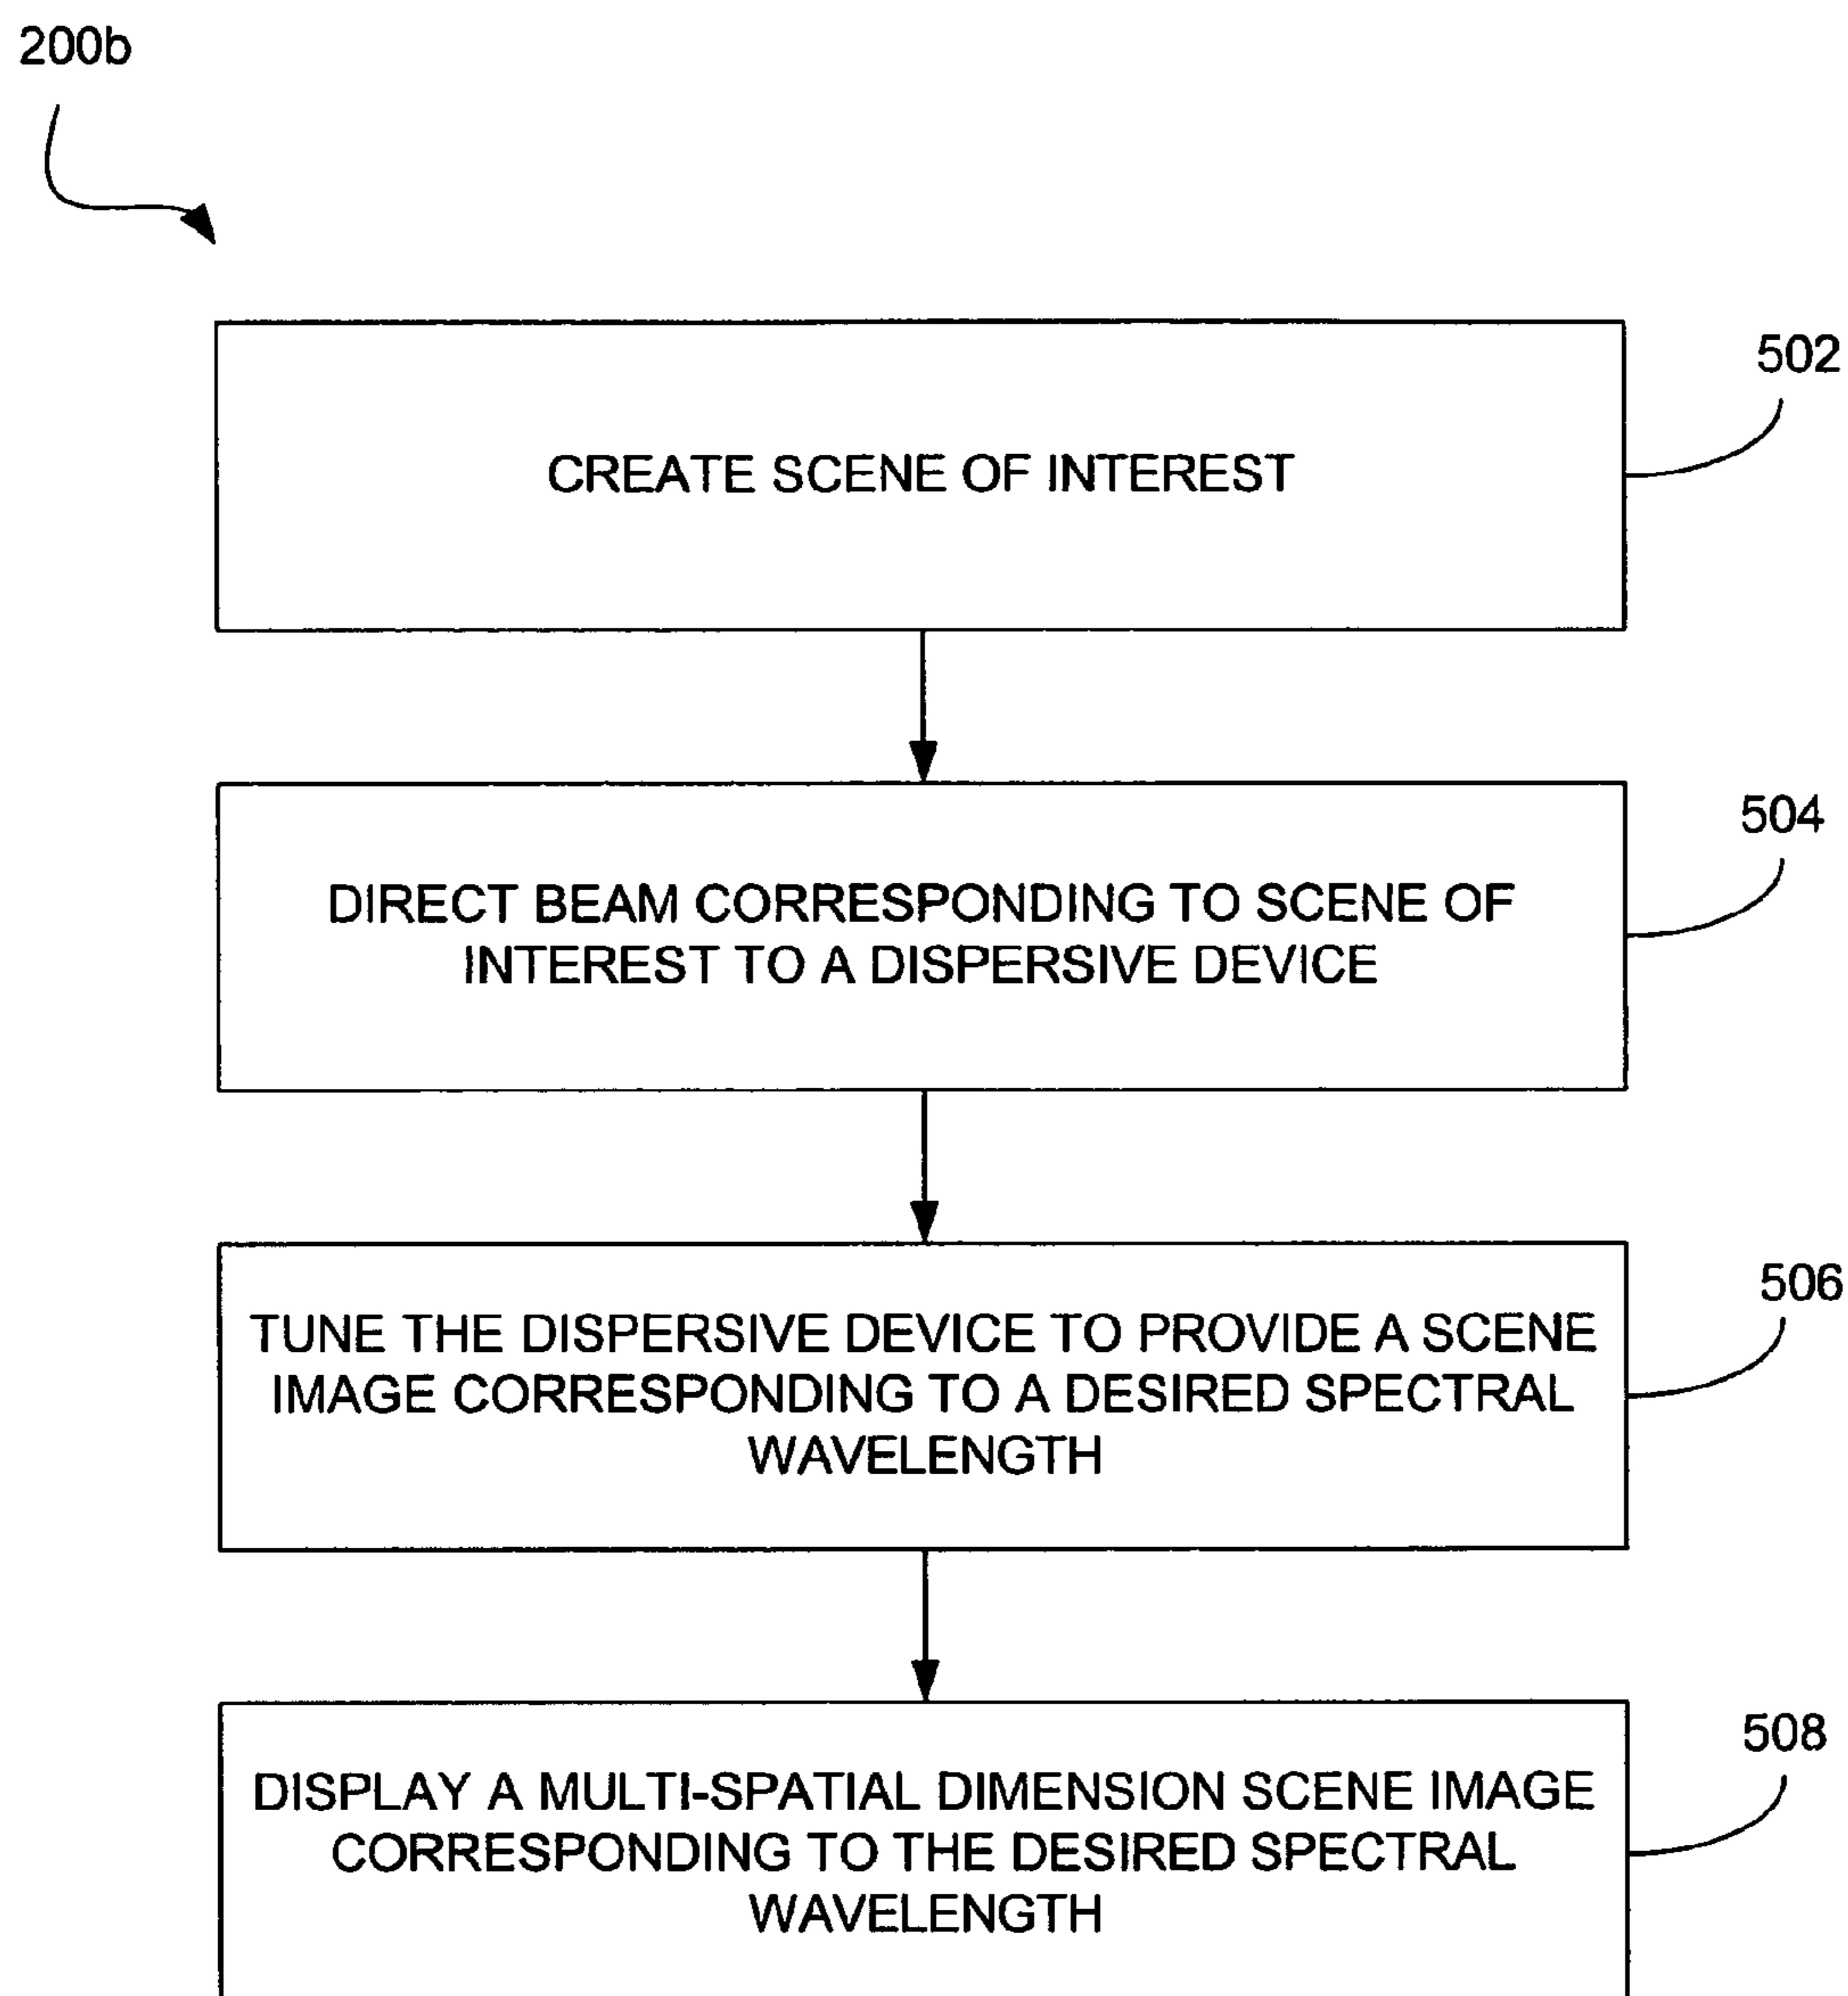 200b
502
CREATE SCENE OF INTEREST
504
DIRECT BEAM CORRESPONDING TO SCENE OF
INTEREST TO A DISPERSIVE DEVICE
506
TUNE THE DISPERSIVE DEVICE TO PROVIDE A SCENE
IMAGE CORRESPONDING TO A DESIRED SPECTRAL
WAVELENGTH
508
DISPLAY A MULTI-SPATIAL DIMENSION SCENE IMAGE
CORRESPONDING TO THE DESIRED SPECTRAL
WAVELENGTH